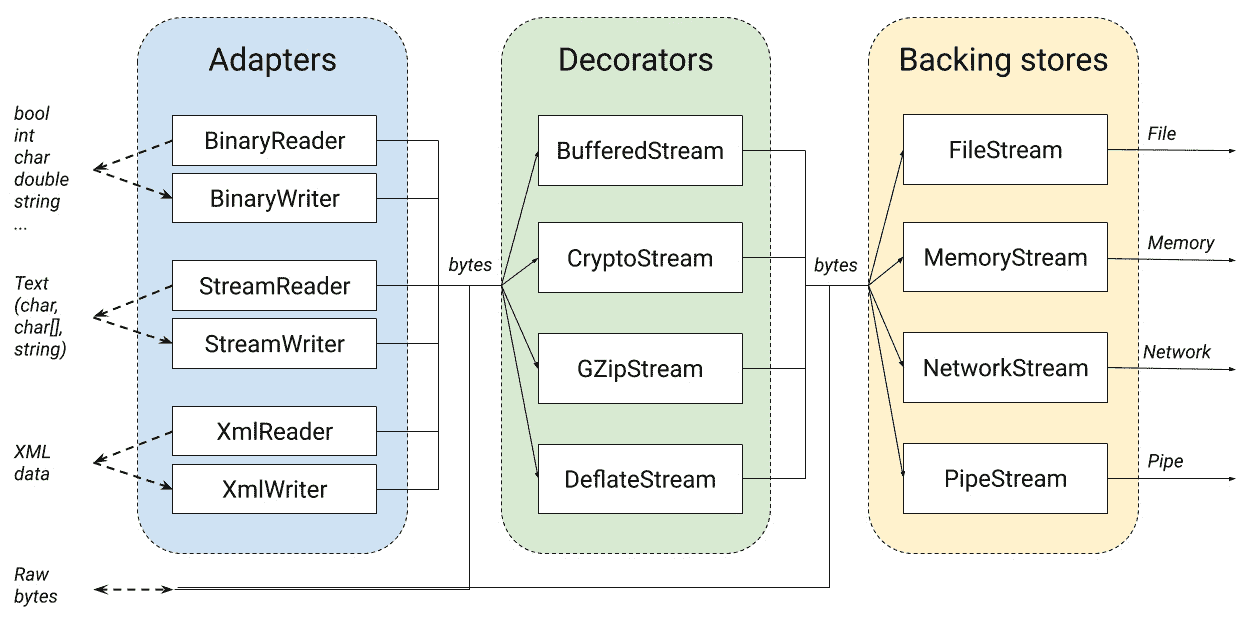 Adapters
bool
int
char
double
string
...
BinaryReader
BinaryWriter
Text
(char,
char[],
string)
StreamReader
StreamWriter
XML
data
XmlReader
XmlWriter
Raw
bytes
bytes
Decorators
BufferedStream
CryptoStream
GZipStream
DeflateStream
bytes
Backing stores
FileStream
File
MemoryStream
Memory
NetworkStream
Network
PipeStream
Pipe